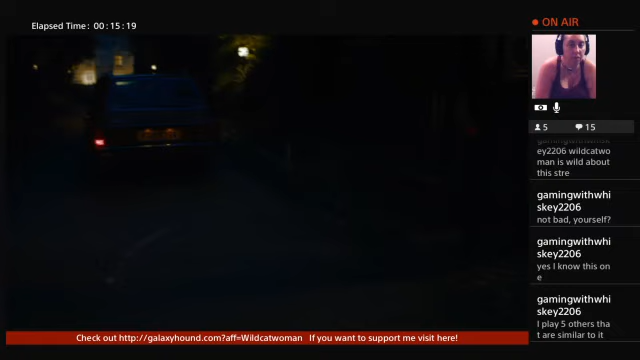 Elapsed Time: 00:15:19
ON AIR
5
15
ey2206 wildcatwo
man is wild about
this stre
gamingwithwhi
skey2206
not bad, yourself?
gamingwithwhi
skey2206
yes I know this on
e
gamingwithwhi
skey2206
I play 5 others tha
t are similar to it
Check out http://galaxyhound.com?aff=Wildcatwoman If you want to support me visit here!